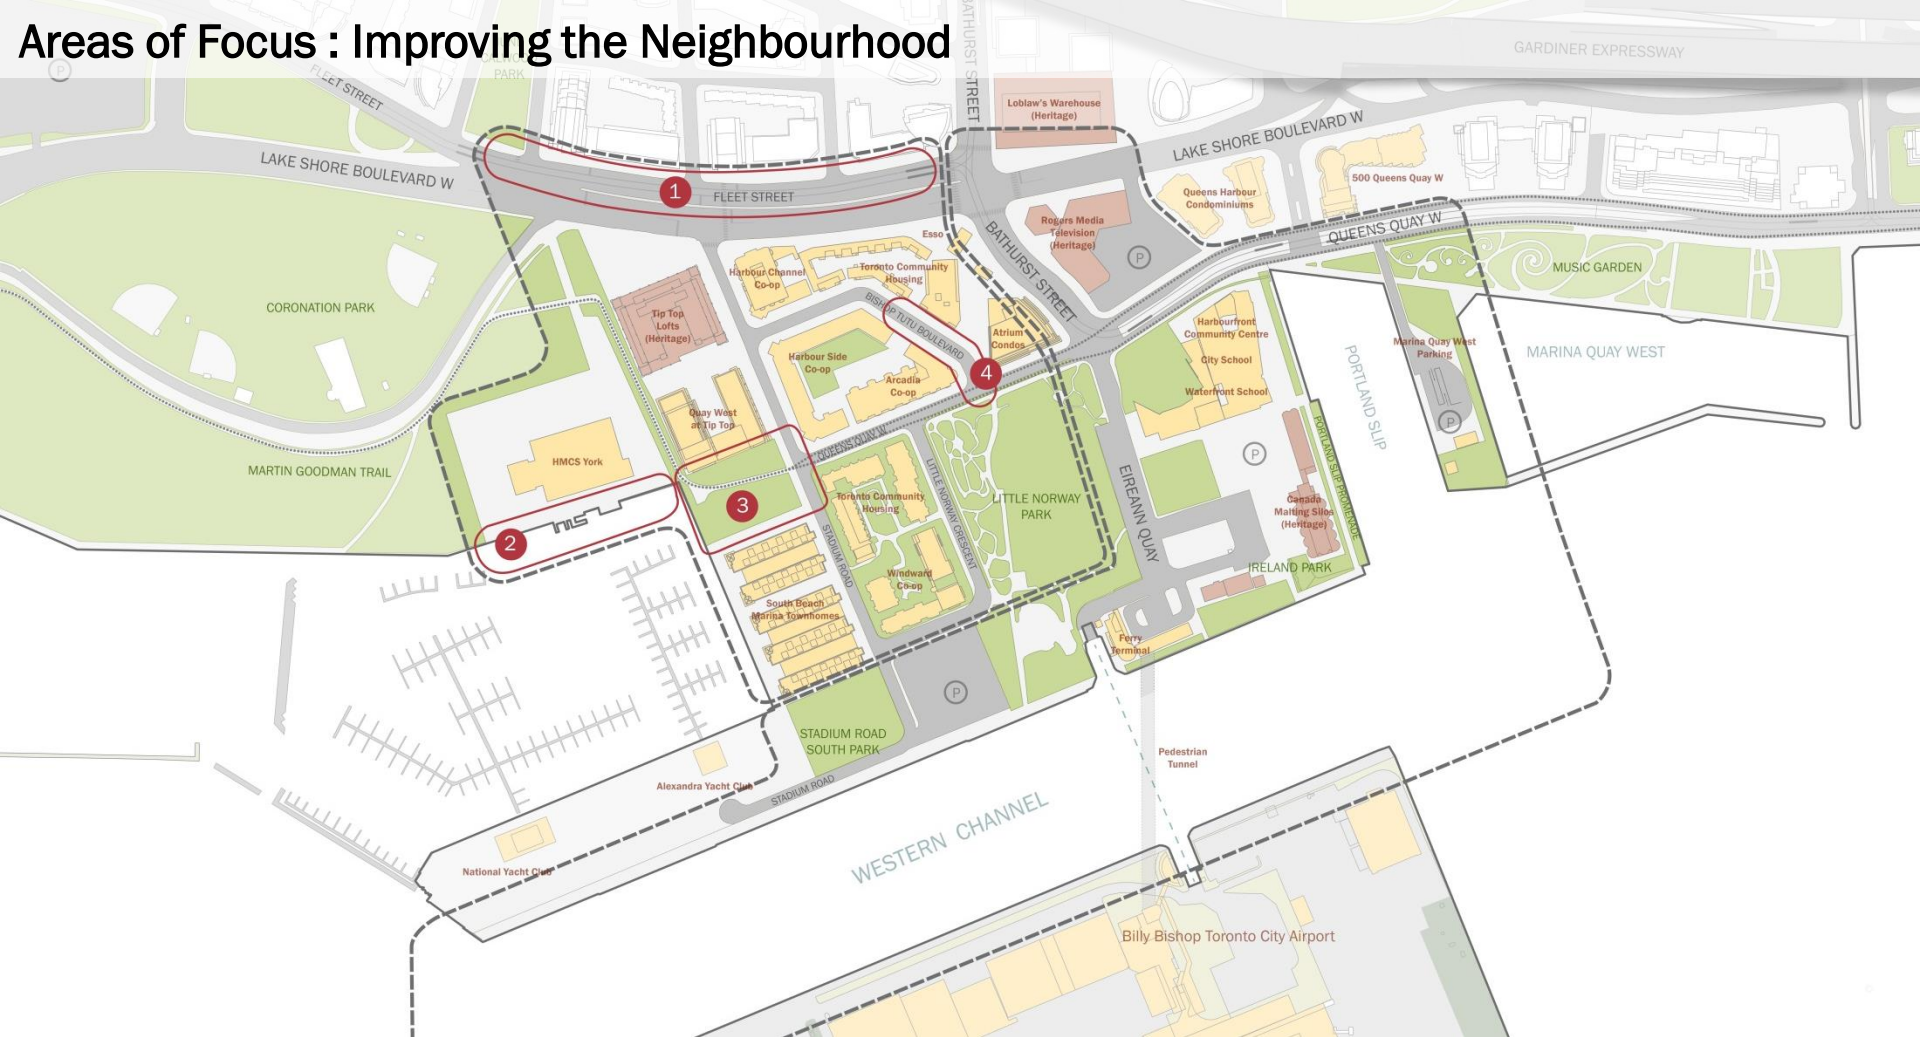 Areas of Focus : Improving the Neighbourhood
GARDINER EXPRESSWAY
P
PARK
FLEET STREET
BATHURST STREET
Loblaw's Warehouse
(Heritage)
LAKE SHORE BOULEVARD W
LAKE SHORE BOULEVARD W
1
FLEET STREET
500 Queens Quay W
Queens Harbour
Condominiums
Rogers Media
Television
(Heritage)
P
Esso
QUEENS QUAY W
BATHURST STREET
MUSIC GARDEN
Harbour Channel
Co-op
Toronto Community
Housing
CORONATION PARK
BISHOP TUTU BOULEVARD
Tip Top
Lofts
(Heritage)
Atrium
Condos
Harbourfront
Community Centre
City School
Waterfront School
Marina Quay West
Parking
MARINA QUAY WEST
PORTLAND SLIP
Harbour Side
Co-op
Arcadia
Co-op
4
Quay West
at Tip Top
P
QUEENS QUAY W
HMCS York
MARTIN GOODMAN TRAIL
P
PORTLAND SLIP PROMENADE
LITTLE NORWAY CRESCENT
EIREANN QUAY
Toronto Community
Housing
LITTLE NORWAY
PARK
3
Canada
Malting Silos
(Heritage)
2
STADIUM ROAD
IRELAND PARK
Windward
Co-op
South Beach
Marina Townhomes
Ferry
Terminal
P
STADIUM ROAD
SOUTH PARK
Pedestrian
Tunnel
Alexandra Yacht Club
STADIUM ROAD
WESTERN CHANNEL
National Yacht Club
Billy Bishop Toronto City Airport